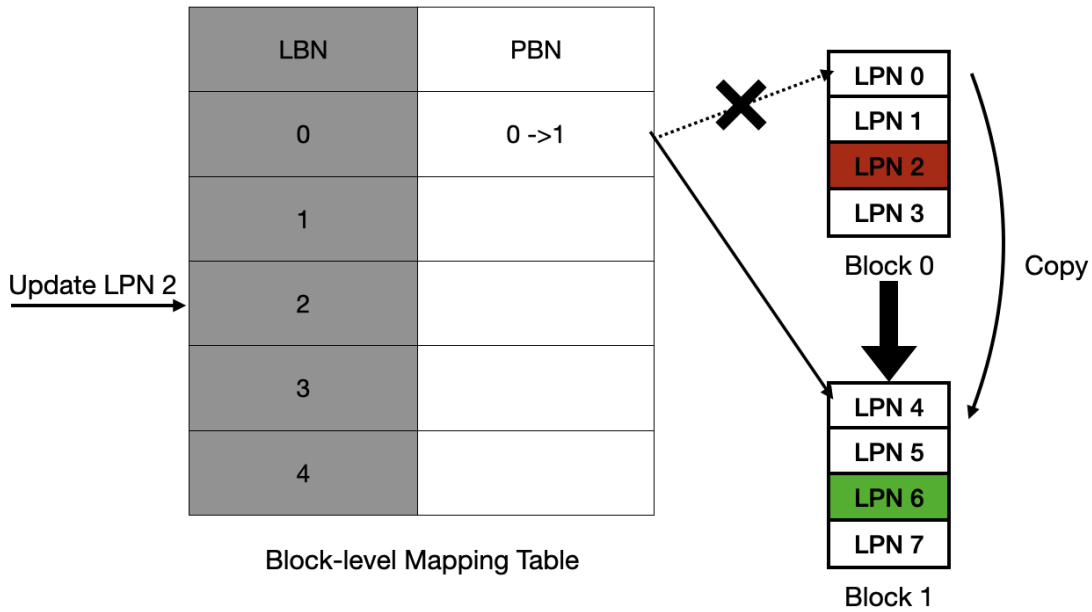 LBN PBN
0 0 ->1
1
2
3
4
Update LPN 2
Block-level Mapping Table
LPN 0
LPN 1
LPN 2
LPN 3
Block 0
Copy
LPN 4
LPN 5
LPN 6
LPN 7
Block 1